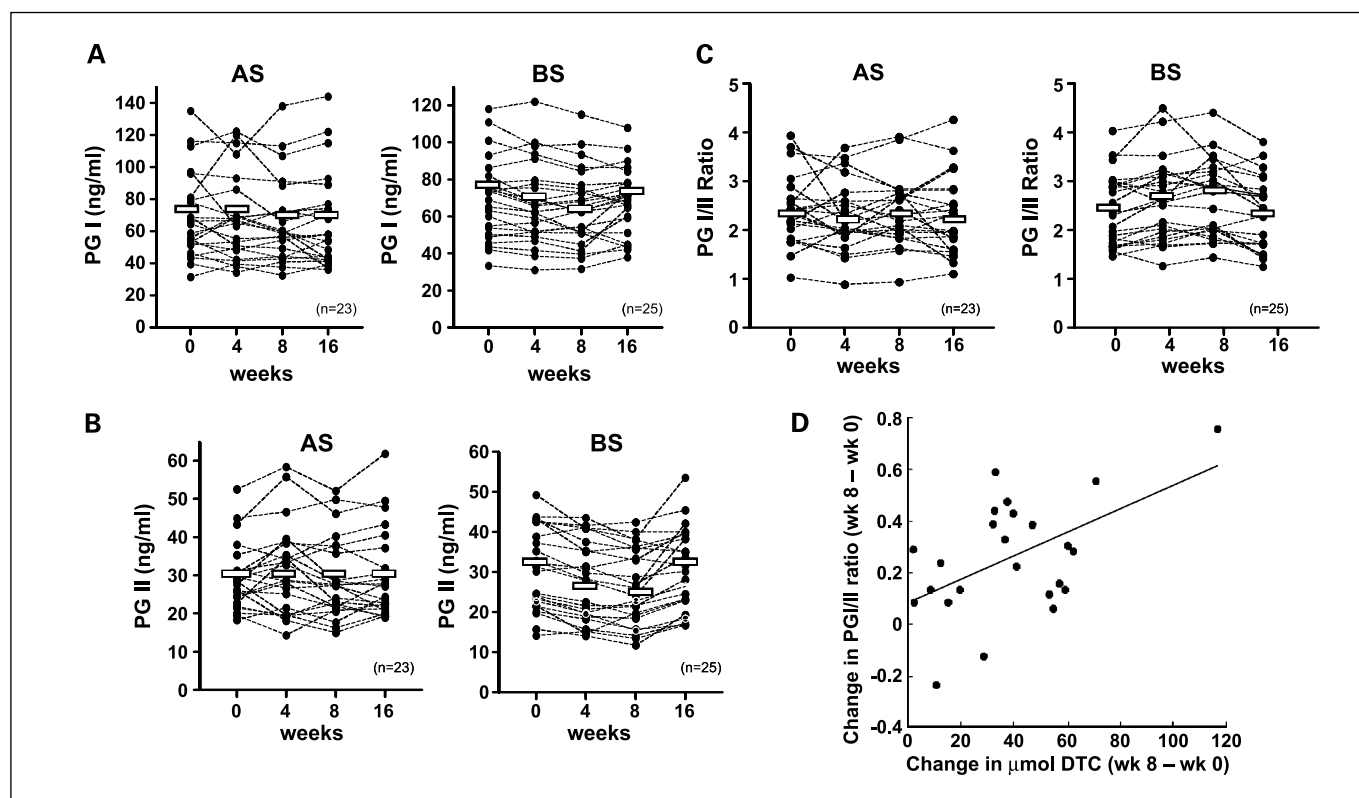 A
AS
PG I (ng/ml)
140
120
100
80
60
40
20
0
(n=23)
0 4 8 16
weeks
BS
PG I (ng/ml)
120
100
80
60
40
20
0
(n=25)
0 4 8 16
weeks
C
AS
PG I/II Ratio
5
4
3
2
1
0
(n=23)
0 4 8 16
weeks
BS
PG I/II Ratio
5
4
3
2
1
0
(n=25)
0 4 8 16
weeks
B
AS
PG II (ng/ml)
60
50
40
30
20
10
0
(n=23)
0 4 8 16
weeks
BS
PG II (ng/ml)
60
50
40
30
20
10
0
(n=25)
0 4 8 16
weeks
D
Change in PGI/II ratio (wk 8 – wk 0)
0.8
0.6
0.4
0.2
0
-0.2
-0.4
0 20 40 60 80 100 120
Change in μmol DTC (wk 8 – wk 0)